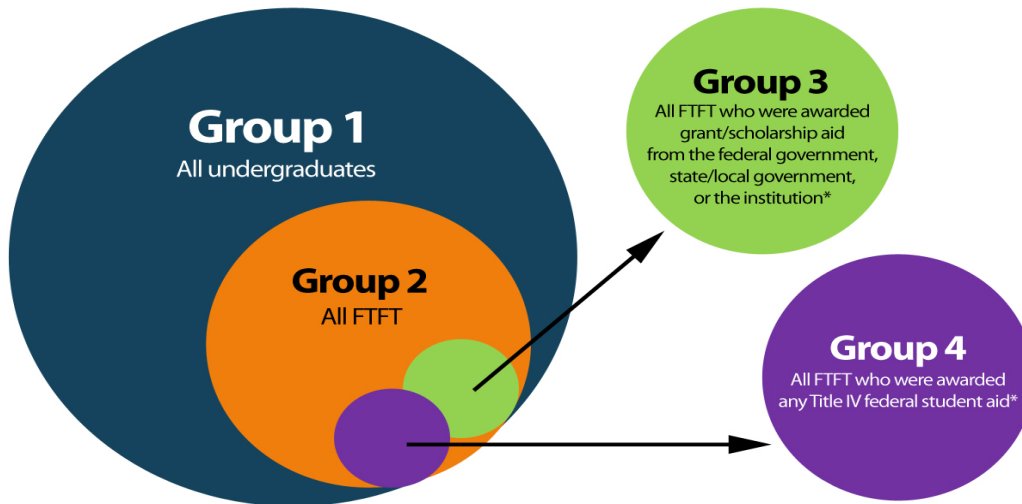 Group 1
All undergraduates
Group 2
All FTFT
Group 3
All FTFT who were awarded
grant/scholarship aid
from the federal government,
state/local government,
or the institution*
Group 4
All FTFT who were awarded
any Title IV federal student aid*